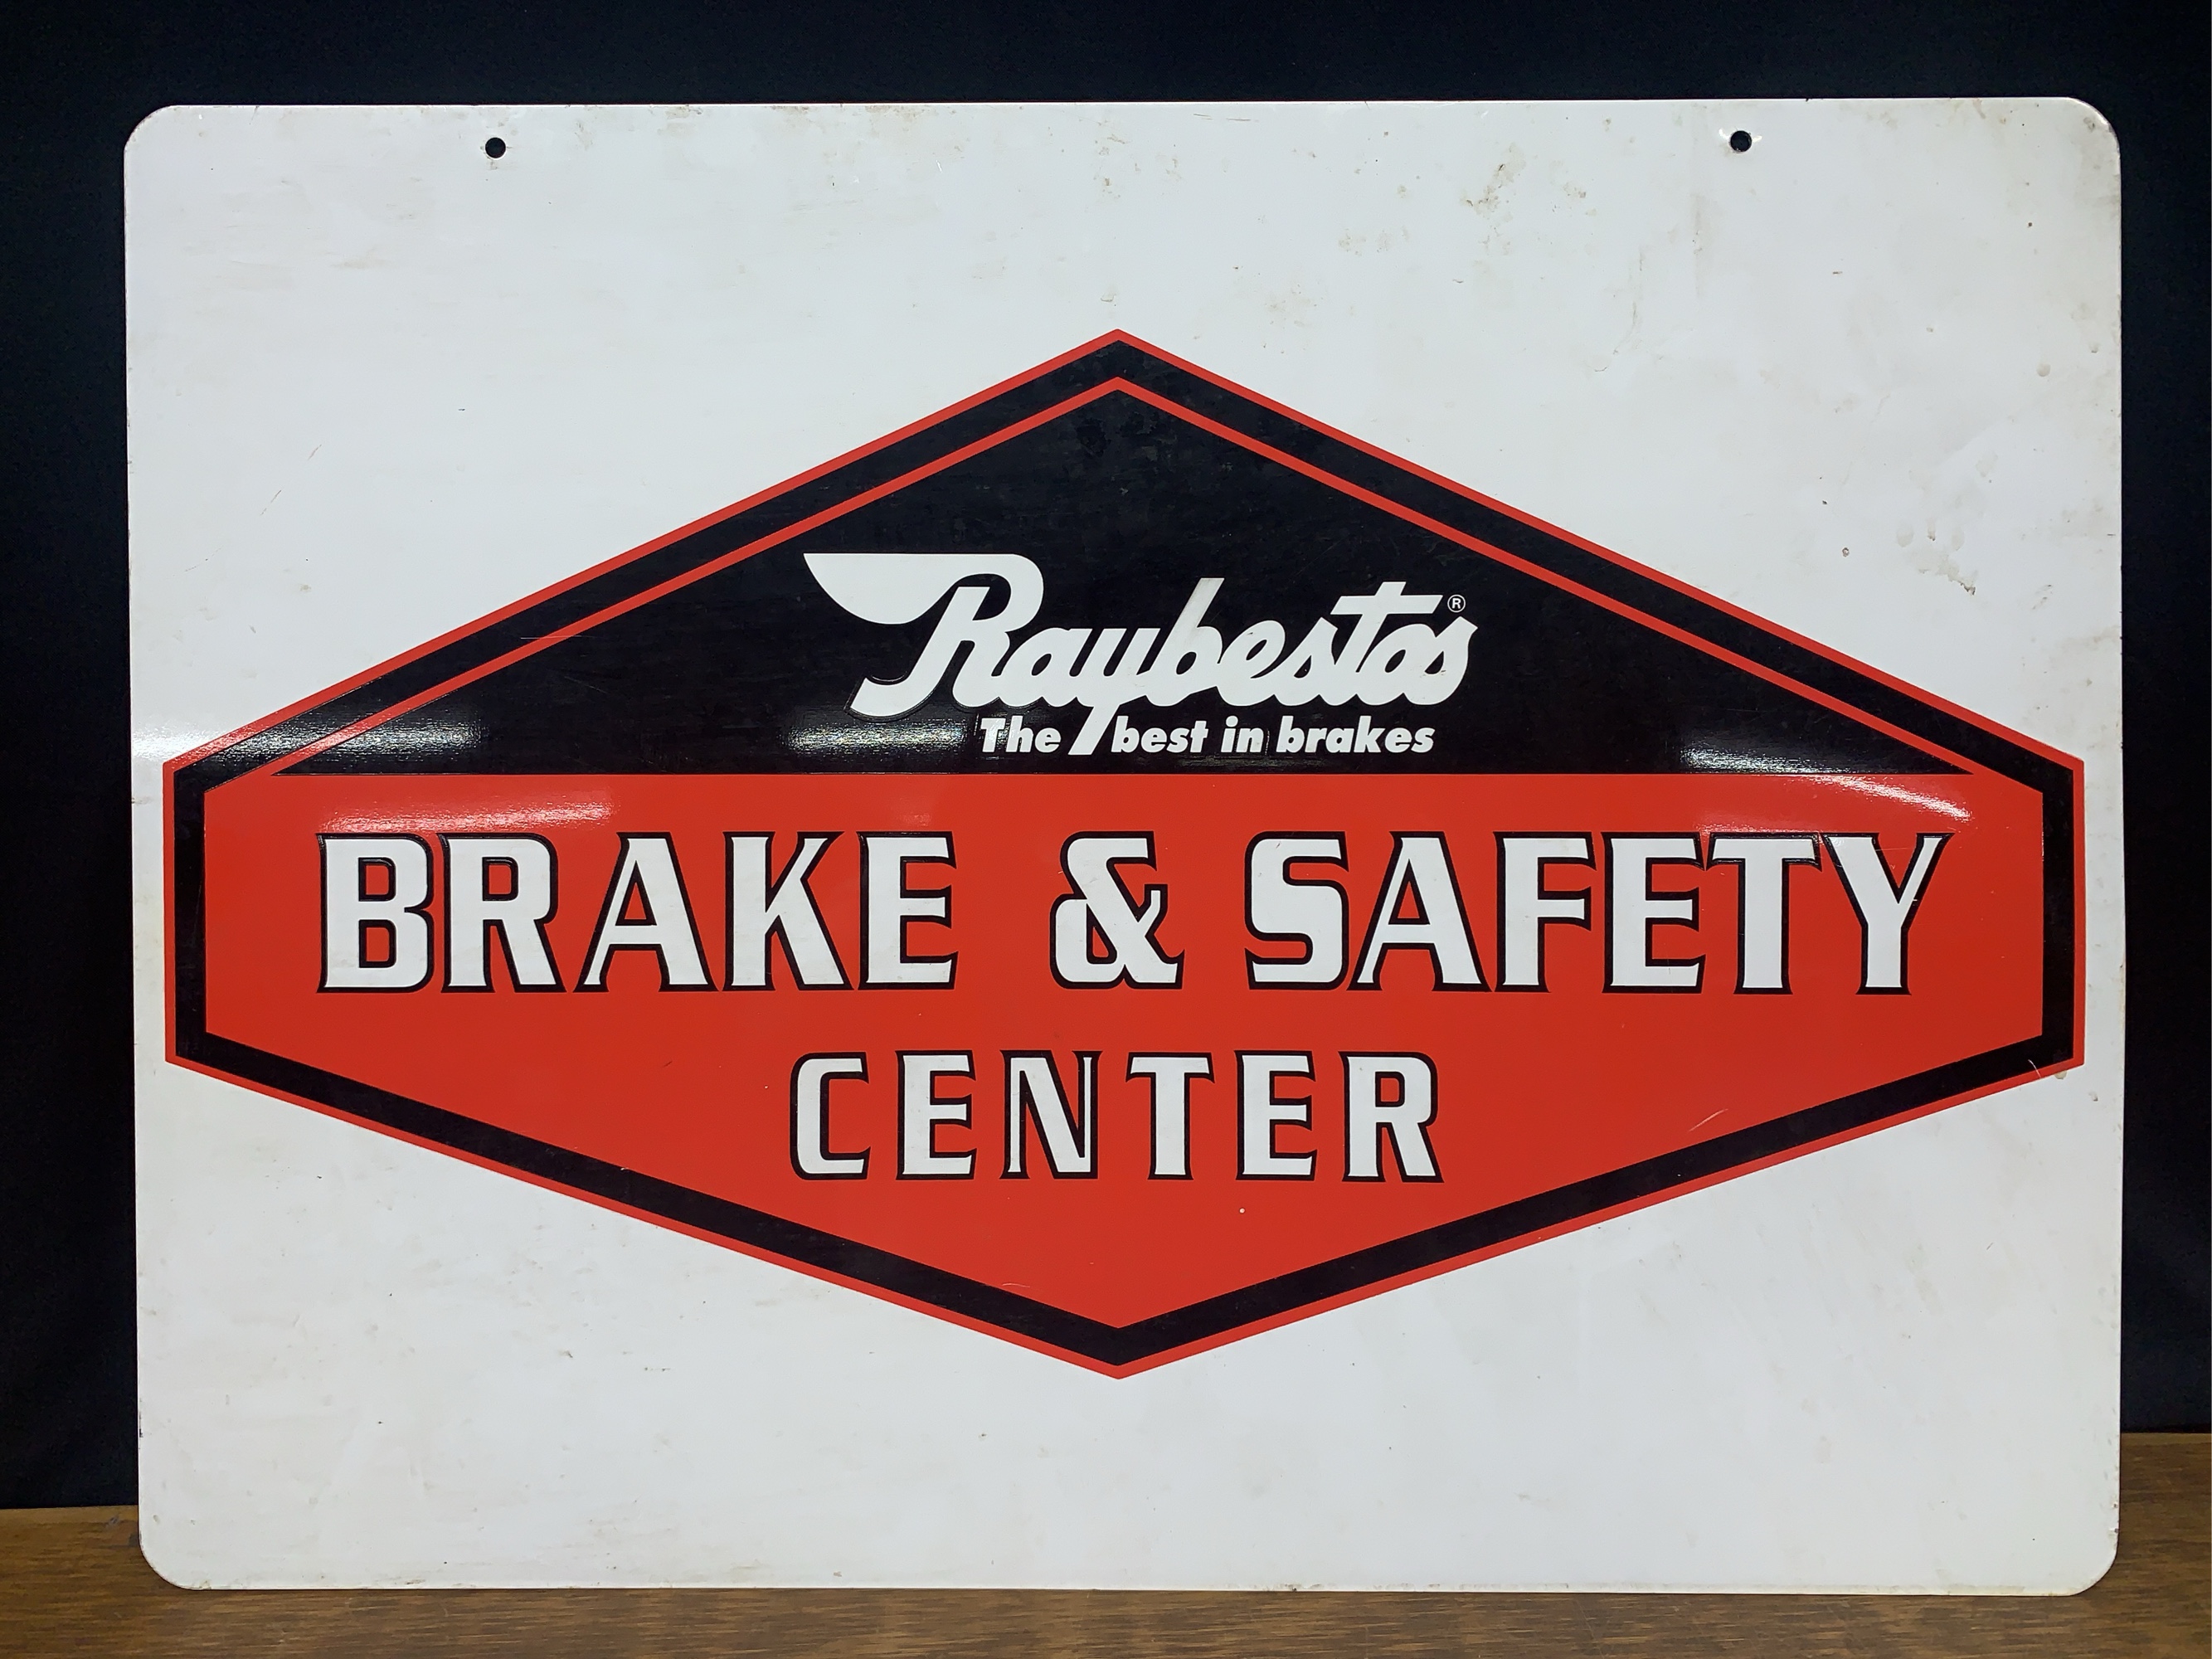 Raybestos®
The best in brakes
BRAKE & SAFETY
CENTER